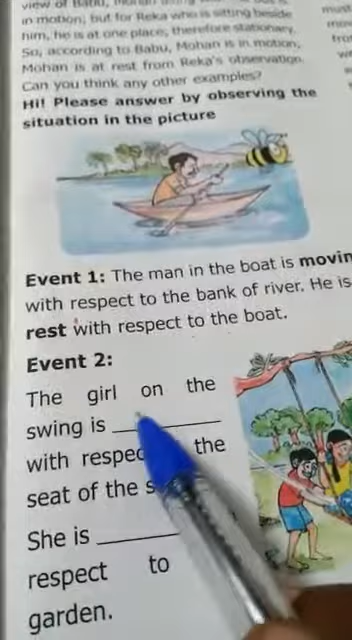 view of Babu, Mohan along with
in motion; but for Reka who is sitting beside
him, he is at one place; therefore stationary.
So, according to Babu, Mohan is in motion,
Mohan is at rest from Reka's observation.
Can you think any other examples?
Hi! Please answer by observing the
situation in the picture
Event 1: The man in the boat is movin
with respect to the bank of river. He is
rest with respect to the boat.
Event 2:
The girl on the
swing is ________
with respec the
seat of the s
She is ________
respect to
garden.
must